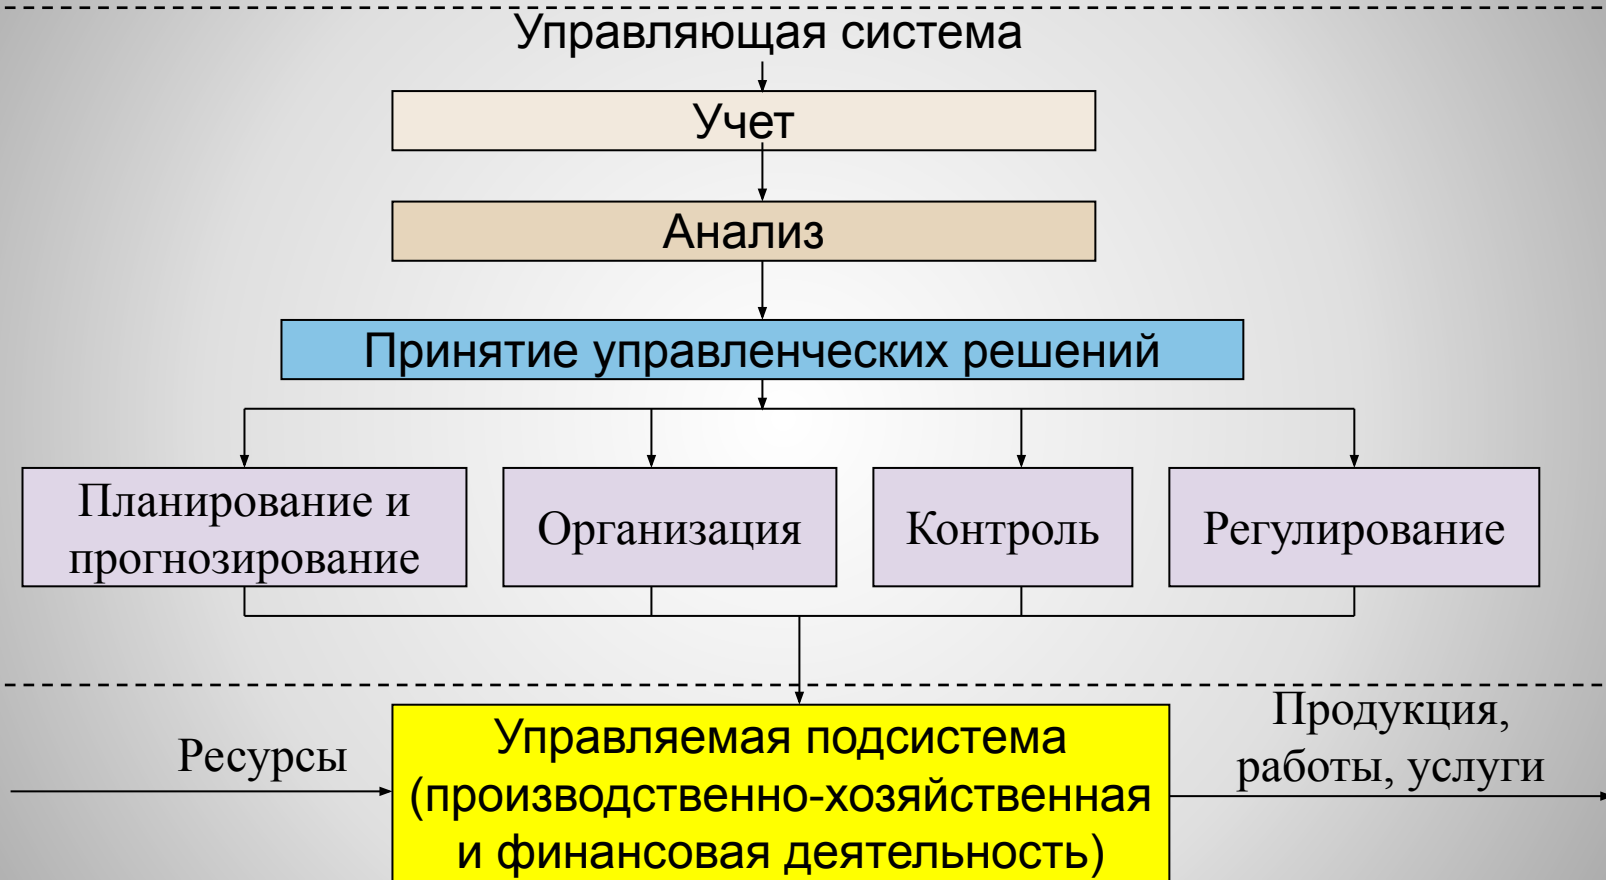 Управляющая система
Учет
Анализ
Принятие управленческих решений
Планирование и
прогнозирование
Организация
Контроль
Регулирование
Ресурсы
Управляемая подсистема
(производственно-хозяйственная
и финансовая деятельность)
Продукция,
работы, услуги